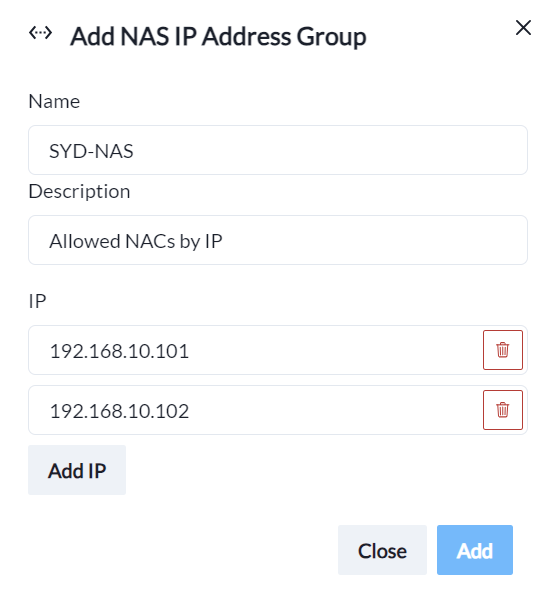 Add NAS IP Address Group
Name
SYD-NAS
Description
Allowed NACs by IP
IP
192.168.10.101
192.168.10.102
Add IP
Close
Add